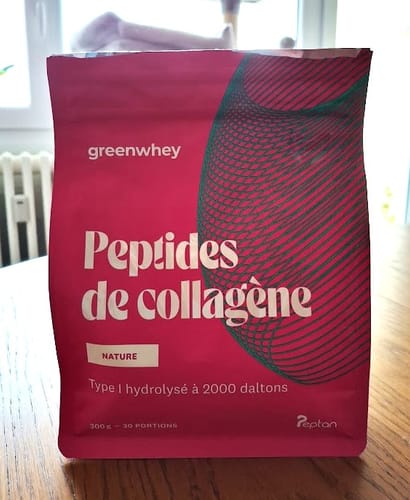 greenwhey
Peptides
de collagène
NATURE
Type I hydrolysé à 2000 daltons
300 g – 30 PORTIONS
Peptan